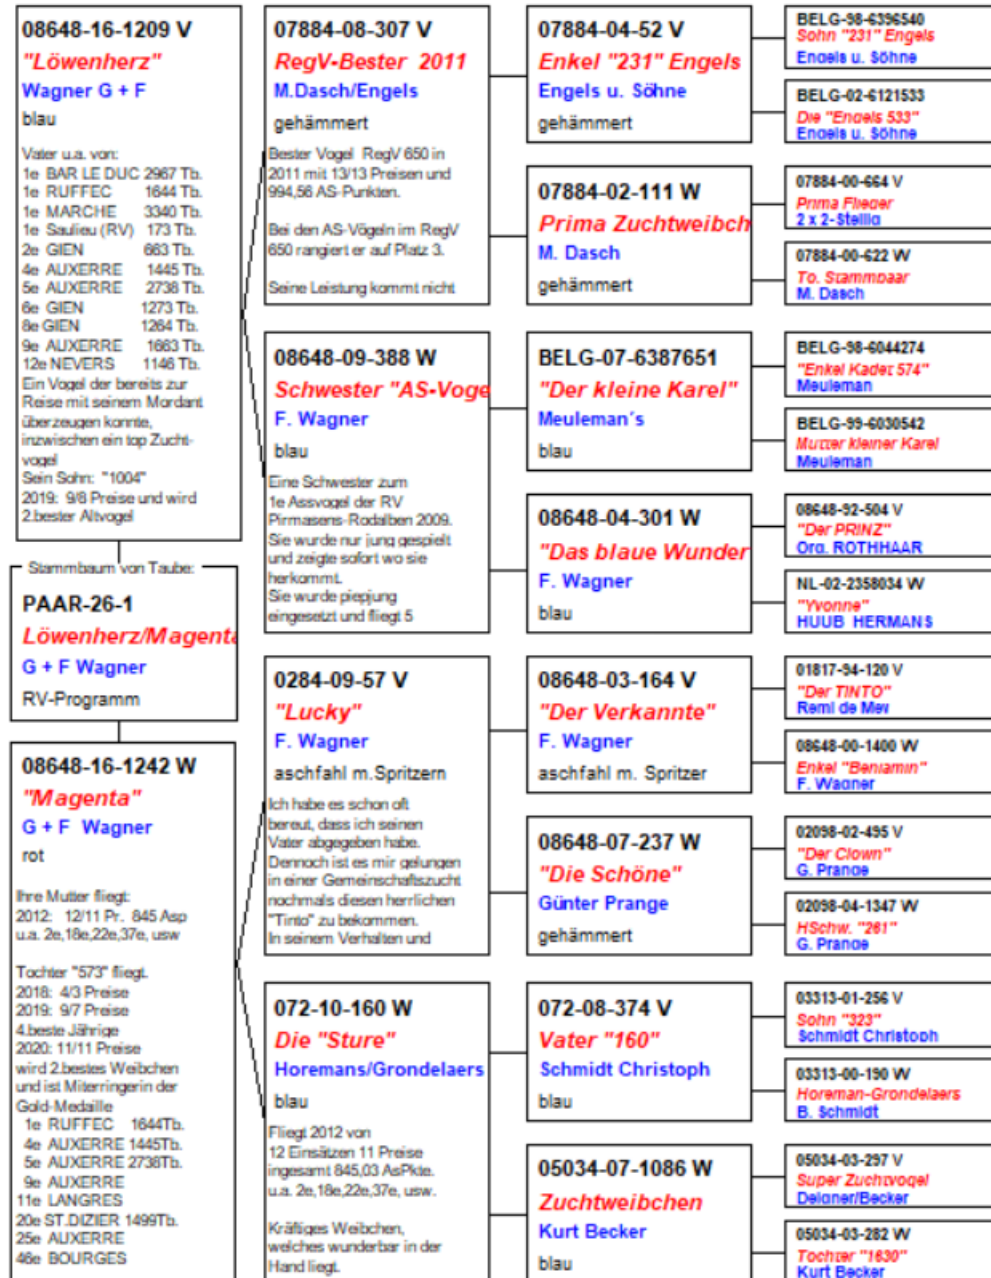 08648-16-1209 V
"Löwenherz"
Wagner G + F
blau
Vater u.a. von:
1e BAR LE DUC 2967 Tb.
1e RUFFEC 1644 Tb.
1e MARCHE 3340 Tb.
1e Saulieu (RV) 173 Tb.
2e GIEN 663 Tb.
4e AUXERRE 1445 Tb.
5e AUXERRE 2738 Tb.
6e GIEN 1273 Tb.
8e GIEN 1264 Tb.
9e AUXERRE 1663 Tb.
12e NEVERS 1146 Tb.
Ein Vogel der bereits zur
Reise mit seinem Mordant
überzeugen konnte,
inzwischen ein top Zucht-
vogel
Sein Sohn: "1004"
2019: 9/8 Preise und wird
2.bester Altvogel
Stammbaum von Taube:
PAAR-26-1
Löwenherz/Magenta
G + F Wagner
RV-Programm
08648-16-1242 W
"Magenta"
G + F Wagner
rot
Ihre Mutter fliegt:
2012: 12/11 Pr. 845 Asp
u.a. 2e,18e,22e,37e, usw
Tochter "573" fliegt.
2018: 4/3 Preise
2019: 9/7 Preise
4.beste Jährige
2020: 11/11 Preise
wird 2.bestes Weibchen
und ist Miterringerin der
Gold-Medaille
1e RUFFEC 1644Tb.
4e AUXERRE 1445Tb.
5e AUXERRE 2738Tb.
9e AUXERRE
11e LANGRES
20e ST.DIZIER 1499Tb.
25e AUXERRE
46e BOURGES
07884-08-307 V
RegV-Bester 2011
M.Dasch/Engels
gehämmert
Bester Vogel RegV 650 in
2011 mit 13/13 Preisen und
994,56 AS-Punkten.
Bei den AS-Vögeln im RegV
650 rangiert er auf Platz 3.
Seine Leistung kommt nicht
08648-09-388 W
Schwester "AS-Voge
F. Wagner
blau
Eine Schwester zum
1e Assvogel der RV
Pirmasens-Rodalben 2009.
Sie wurde nur jung gespielt
und zeigte sofort wo sie
herkommt.
Sie wurde piepjung
eingesetzt und fliegt 5
0284-09-57 V
"Lucky"
F. Wagner
aschfahl m.Spritzern
Ich habe es schon oft
bereut, dass ich seinen
Vater abgegeben habe.
Dennoch ist es mir gelungen
in einer Gemeinschaftszucht
nochmals diesen herrlichen
"Tinto" zu bekommen.
In seinem Verhalten und
072-10-160 W
Die "Sture"
Horemans/Grondelaers
blau
Fliegt 2012 von
12 Einsätzen 11 Preise
ingesamt 845,03 AsPkte.
u.a. 2e,18e,22e,37e, usw.
Kräftiges Weibchen,
welches wunderbar in der
Hand liegt.
07884-04-52 V
Enkel "231" Engels
Engels u. Söhne
gehämmert
07884-02-111 W
Prima Zuchtweibch
M. Dasch
gehämmert
BELG-07-6387651
"Der kleine Karel"
Meuleman´s
blau
08648-04-301 W
"Das blaue Wunder
F. Wagner
blau
08648-03-164 V
"Der Verkannte"
F. Wagner
aschfahl m. Spritzer
08648-07-237 W
"Die Schöne"
Günter Prange
gehämmert
072-08-374 V
Vater "160"
Schmidt Christoph
blau
05034-07-1086 W
Zuchtweibchen
Kurt Becker
blau
BELG-98-6396540
Sohn "231" Engels
Engels u. Söhne
BELG-02-6121533
Die "Engels 533"
Engels u. Söhne
07884-00-664 V
Prima Flieger
2 x 2-Stellig
07884-00-622 W
To. Stammpaar
M. Dasch
BELG-98-6044274
"Enkel Kadet 574"
Meuleman
BELG-99-6030542
Mutter kleiner Karel
Meuleman
08648-92-504 V
"Der PRINZ"
Org. ROTHHAAR
NL-02-2358034 W
"Yvonne"
HUUB HERMANS
01817-94-120 V
"Der TINTO"
Remi de Mey
08648-00-1400 W
Enkel "Benjamin"
F. Wagner
02098-02-495 V
"Der Clown"
G. Prange
02098-04-1347 W
HSchw. "261"
G. Prange
03313-01-256 V
Sohn "323"
Schmidt Christoph
03313-00-190 W
Horeman-Grondelaers
B. Schmidt
05034-03-297 V
Super Zuchtvogel
Delgner/Becker
05034-03-282 W
Tochter "1630"
Kurt Becker